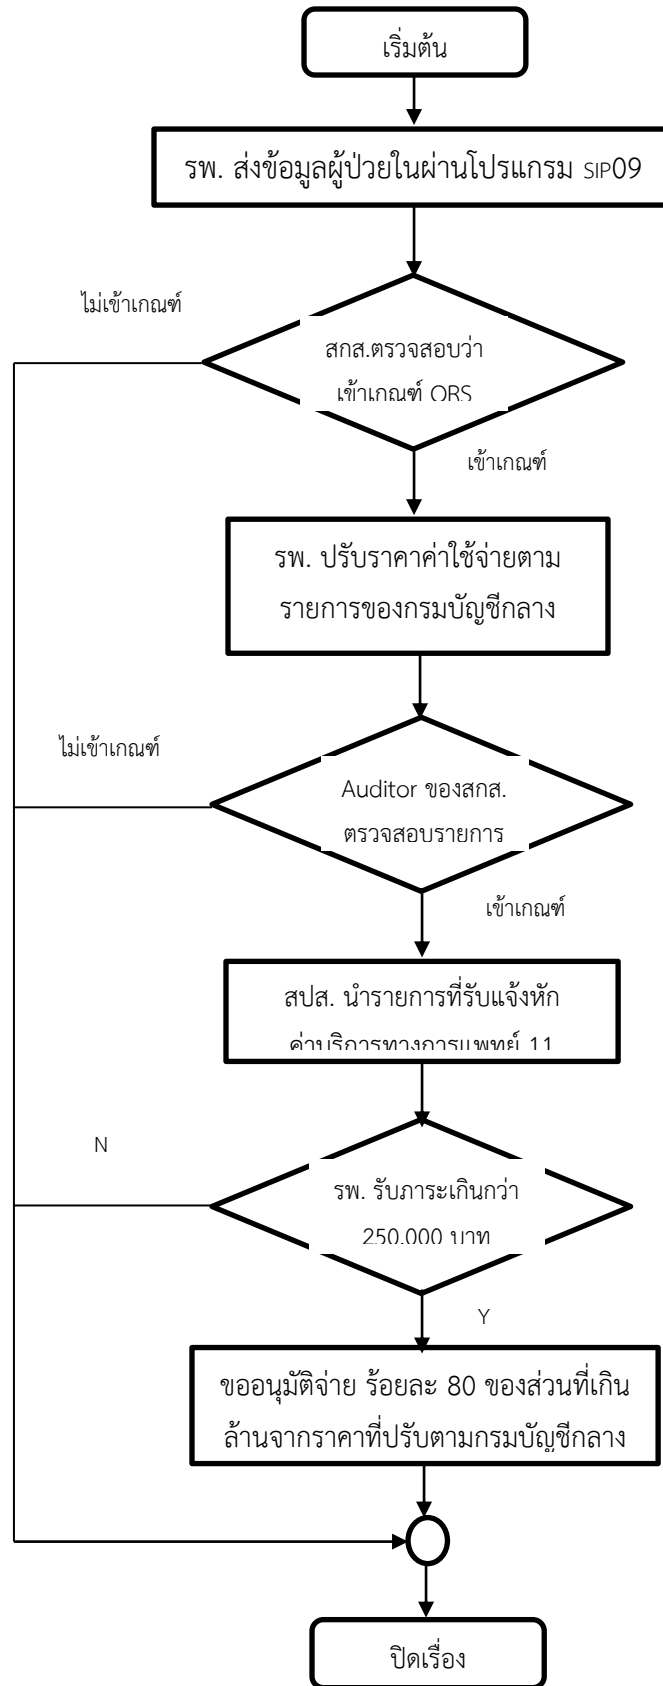 เริ่มต้น
รพ. ส่งข้อมูลผู้ป่วยในผ่านโปรแกรม SIP09
ไม่เข้าเกณฑ์
สกส.ตรวจสอบว่า
เข้าเกณฑ์ ORS
เข้าเกณฑ์
รพ. ปรับราคาค่าใช้จ่ายตาม
รายการของกรมบัญชีกลาง
ไม่เข้าเกณฑ์
Auditor ของสกส.
ตรวจสอบรายการ
เข้าเกณฑ์
สปส. นำรายการที่รับแจ้งหัก
ค่าบริการทางการแพทย์ 11
N
รพ. รับภาระเกินกว่า
250,000 บาท
Y
ขออนุมัติจ่าย ร้อยละ 80 ของส่วนที่เกิน
ล้านจากราคาที่ปรับตามกรมบัญชีกลาง
ปิดเรื่อง